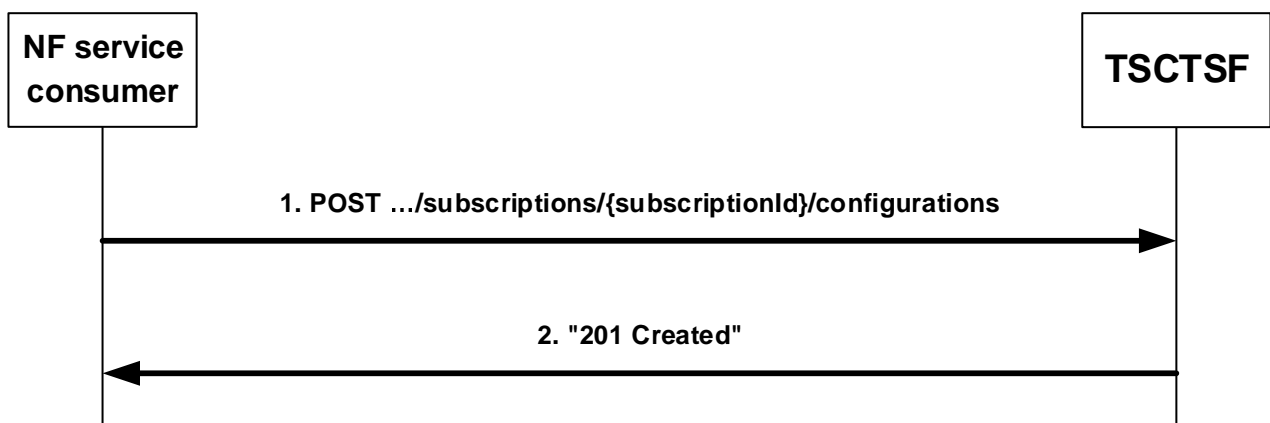 NF service
consumer
TSCTSF
1. POST …/subscriptions/{subscriptionId}/configurations
2. "201 Created"